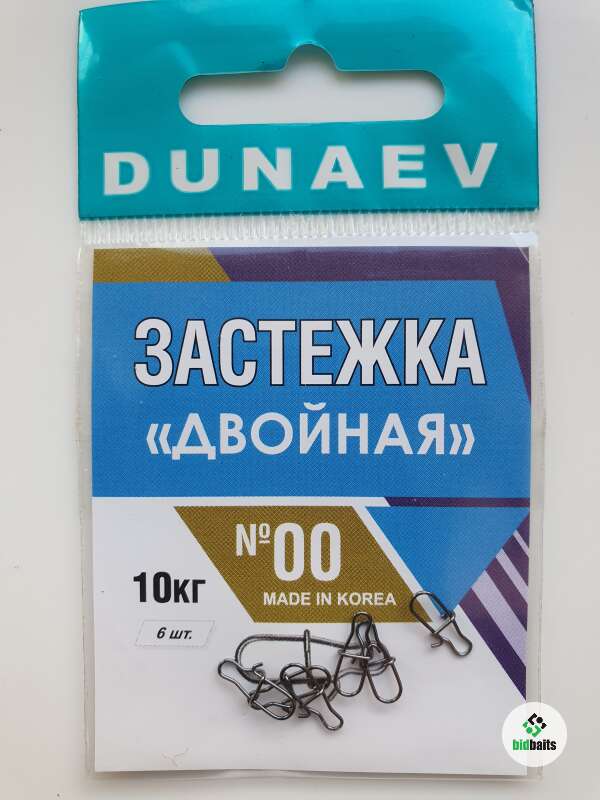 DUNAEV
ЗАСТЕЖКА
«ДВОЙНАЯ»
№00
MADE IN KOREA
10КГ
6 шт.
bidbaits